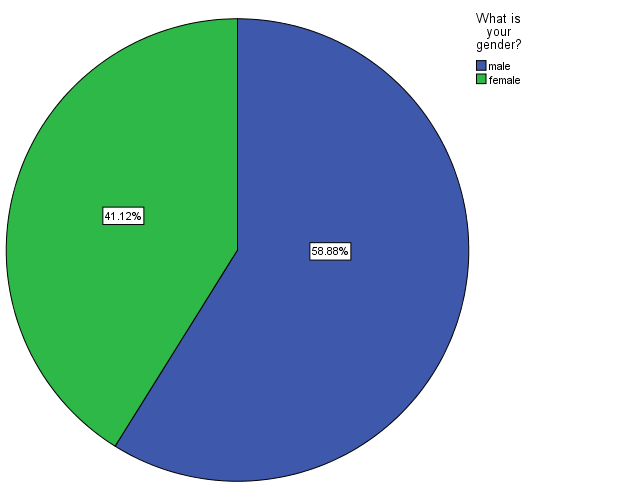 What is
your
gender?
male
female
41.12%
58.88%